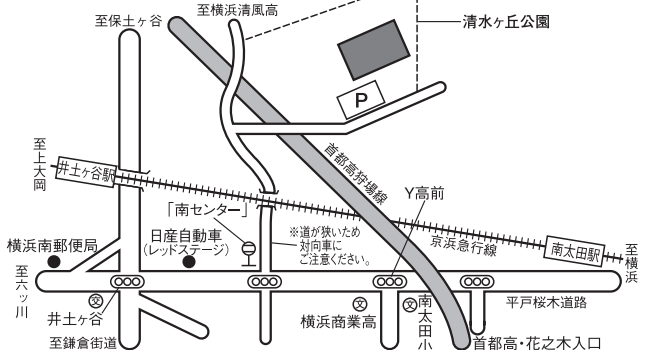 至横浜清風高
至保土ヶ谷
清水ヶ丘公園
P
至上大岡
井土ヶ谷駅
首都高狩場線
「南センター」
Y高前
横浜南郵便局
日産自動車
(レッドステージ)
※道が狭いため
対向車に
ご注意ください。
京浜急行線
南太田駅
至横浜
至六ッ川
文
井土ヶ谷
文
横浜商業高
文
南太田小
平戸桜木道路
至鎌倉街道
首都高・花之木入口